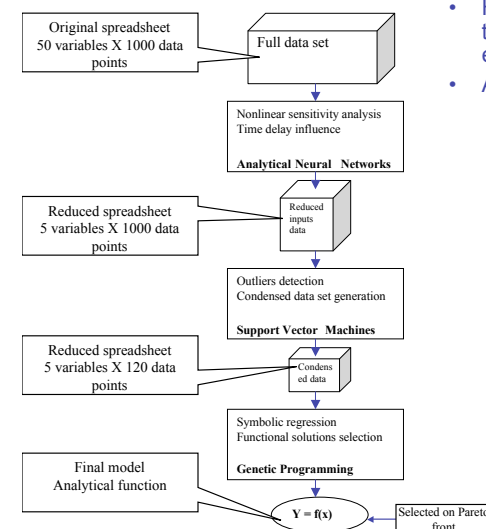 Original spreadsheet
50 variables X 1000 data
points
Full data set
Nonlinear sensitivity analysis
Time delay influence
Analytical Neural Networks
Reduced spreadsheet
5 variables X 1000 data
points
Reduced
inputs
data
Outliers detection
Condensed data set generation
Support Vector Machines
Reduced spreadsheet
5 variables X 120 data
points
Condens
ed data
Symbolic regression
Functional solutions selection
Genetic Programming
Final model
Analytical function
Y = f(x)
Selected on Pareto
front